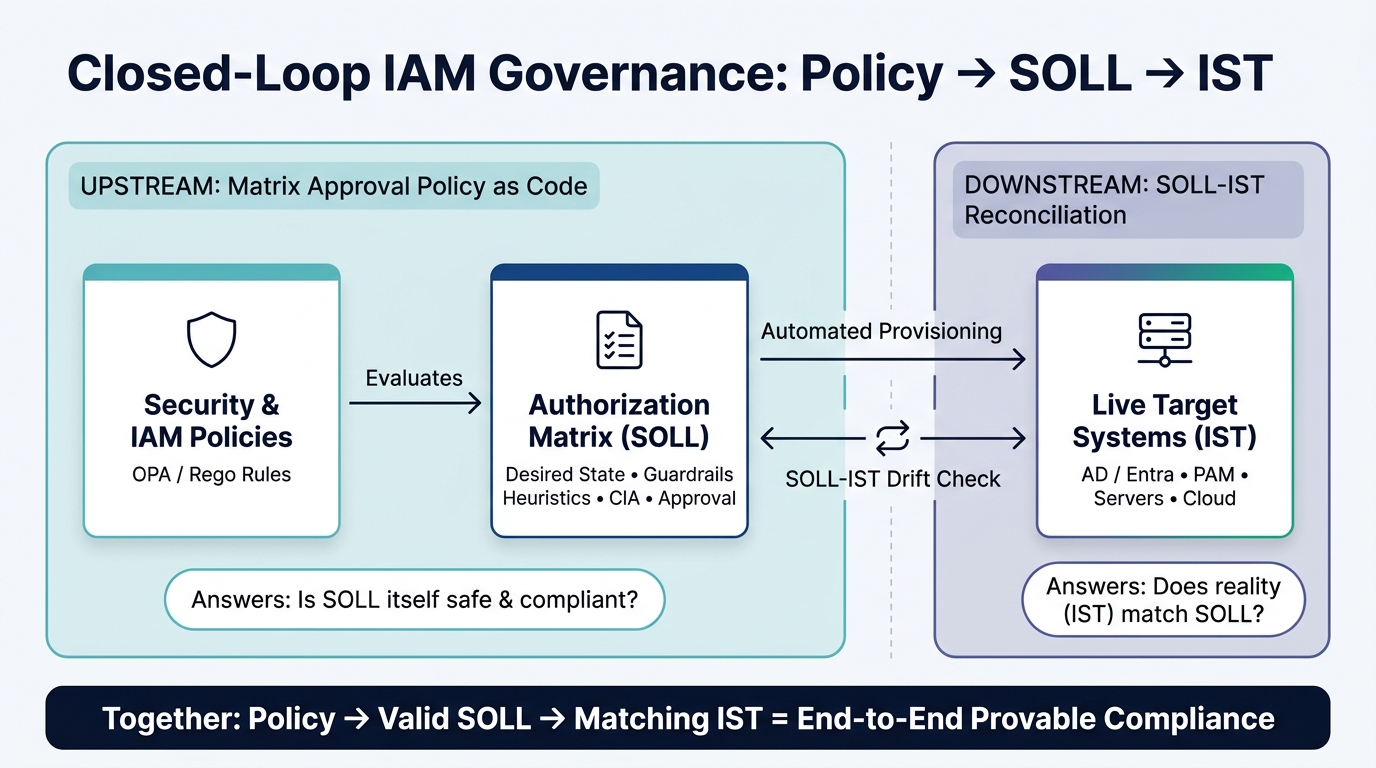 Closed-Loop IAM Governance: Policy → SOLL → IST
UPSTREAM: Matrix Approval Policy as Code
DOWNSTREAM: SOLL-IST
Reconciliation
Security &
IAM Policies
OPA / Rego Rules
Evaluates
Authorization
Matrix (SOLL)
Desired State • Guardrails
Heuristics • CIA • Approval
Automated Provisioning
SOLL-IST Drift Check
Live Target
Systems (IST)
AD / Entra • PAM •
Servers • Cloud
Answers: Is SOLL itself safe & compliant?
Answers: Does reality
(IST) match SOLL?
Together: Policy → Valid SOLL → Matching IST = End-to-End Provable Compliance